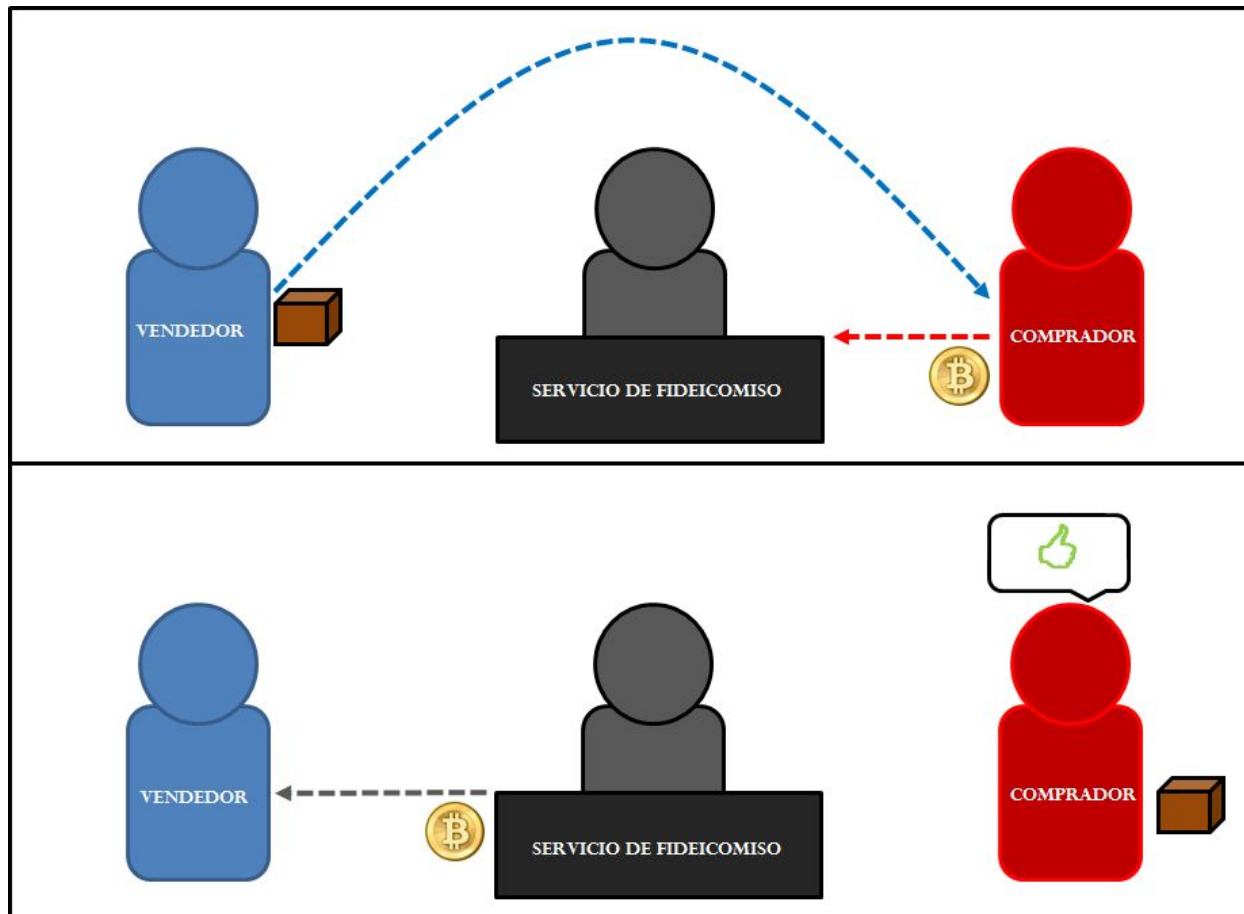 VENDEDOR
SERVICIO DE FIDEICOMISO
COMPRADOR
VENDEDOR
SERVICIO DE FIDEICOMISO
COMPRADOR